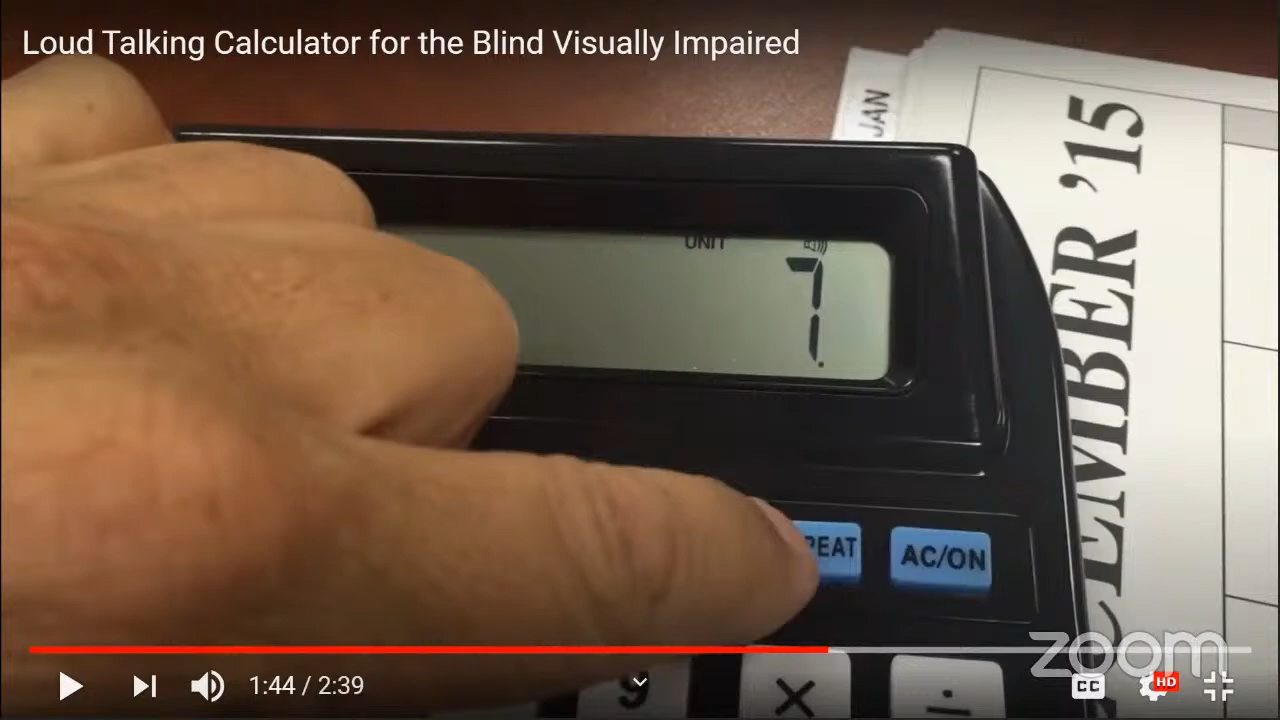 Loud Talking Calculator for the Blind Visually Impaired
JAN
EMBER '15
UNIT
7.
PEAT
AC/ON
9
×
÷
zoom
1:44 / 2:39
CC
HD